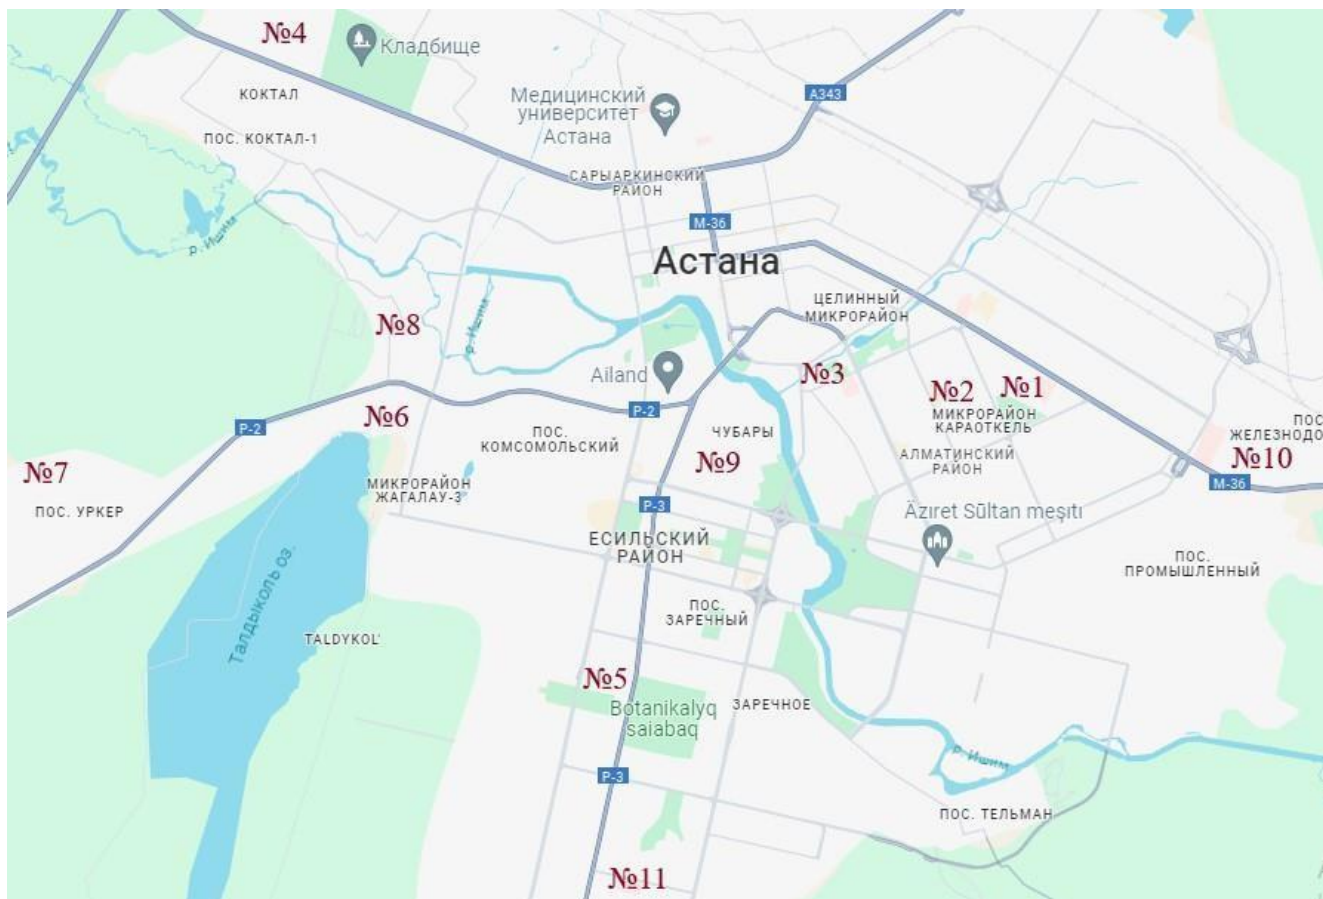 №4
Кладбище
КОКТАЛ
Медицинский
университет
Астана
А343
ПОС. КОКТАЛ-1
САРЫАРКИНСКИЙ
РАЙОН
р. Ишим
М-36
Астана
ЦЕЛИННЫЙ
МИКРОРАЙОН
№8
р. Ишим
Ailand
№3
№2
№1
Р-2
№6
МИКРОРАЙОН
КАРАОТКЕЛЬ
Р-2
ПОС.
КОМСОМОЛЬСКИЙ
ЧУБАРЫ
ПОС
ЖЕЛЕЗНОДО
№7
№9
АЛМАТИНСКИЙ
РАЙОН
№10
МИКРОРАЙОН
ЖАГАЛАУ-3
М-36
ПОС. УРКЕР
Р-3
Äziret Sūltan meşıtı
ЕСИЛЬСКИЙ
РАЙОН
ПОС.
ПРОМЫШЛЕННЫЙ
Талдыколь оз.
ПОС.
ЗАРЕЧНЫЙ
TALDYKOL'
№5
Botanikalyq
saiabaq
ЗАРЕЧНОЕ
р. Ишим
Р-3
ПОС. ТЕЛЬМАН
№11